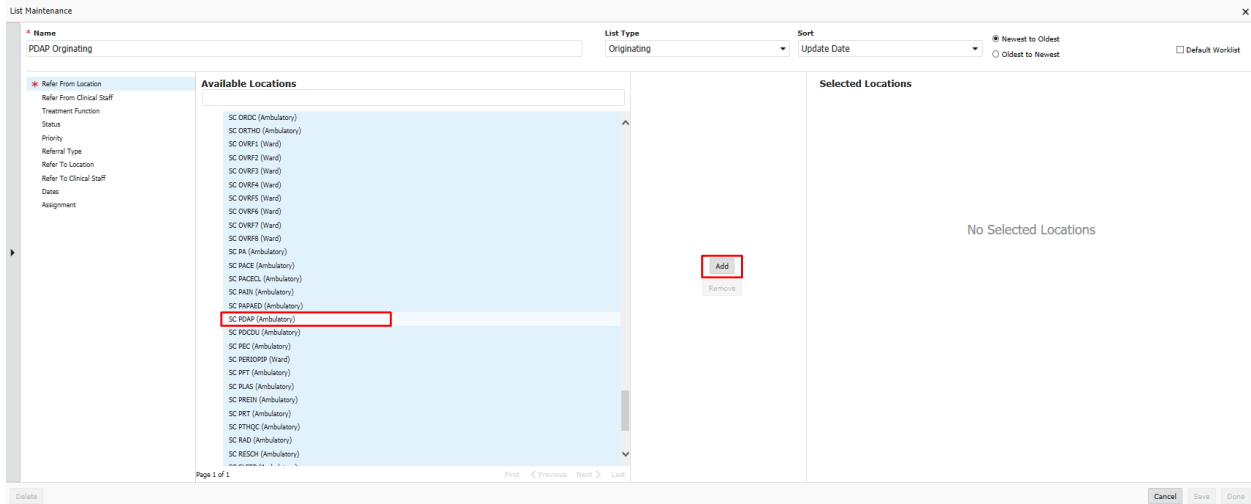 List Maintenance
×
* Name
PDAP Orginating
List Type
Originating
Sort
Update Date
Newest to Oldest
Oldest to Newest
Default Worklist
* Refer From Location
Refer From Clinical Staff
Treatment Function
Status
Priority
Referral Type
Refer To Location
Refer To Clinical Staff
Dates
Assignment
Available Locations
SC OROC (Ambulatory)
SC ORTHO (Ambulatory)
SC OVRF1 (Ward)
SC OVRF2 (Ward)
SC OVRF3 (Ward)
SC OVRF4 (Ward)
SC OVRF5 (Ward)
SC OVRF6 (Ward)
SC OVRF7 (Ward)
SC OVRF8 (Ward)
SC PA (Ambulatory)
SC PACE (Ambulatory)
SC PACECL (Ambulatory)
SC PAIN (Ambulatory)
SC PAPAED (Ambulatory)
SC PDAP (Ambulatory)
SC PDCDU (Ambulatory)
SC PEC (Ambulatory)
SC PERIOPIP (Ward)
SC PFT (Ambulatory)
SC PLAS (Ambulatory)
SC PREIN (Ambulatory)
SC PRT (Ambulatory)
SC PTHQC (Ambulatory)
SC RAD (Ambulatory)
SC RESCH (Ambulatory)
Page 1 of 1
First < Previous Next > Last
Add
Remove
Selected Locations
No Selected Locations
Delete
Cancel Save Done